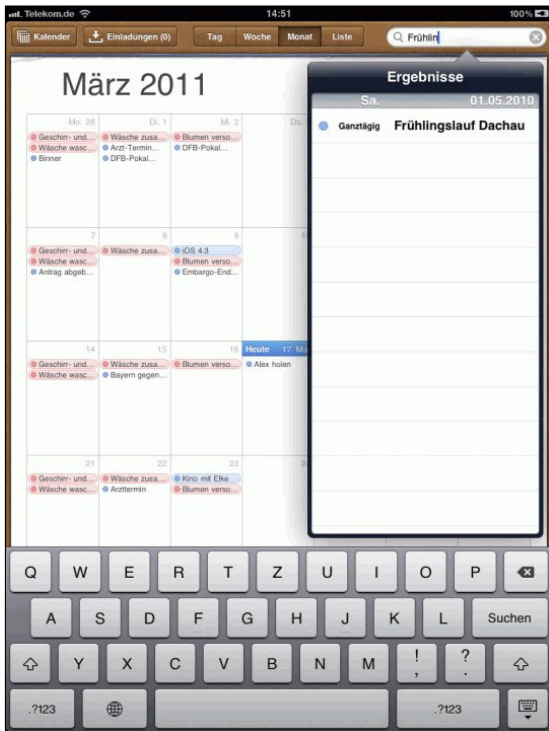 Telekom.de 14:51 100%
Kalender Einladungen (0) Tag Woche Monat Liste Frühlin
Ergebnisse
Sa. 01.05.2010
Ganztägig Frühlingslauf Dachau
März 2011
Mo. 28 Di. 1 Mi. 2 Do.
Geschirr- und... Wäsche zusa... Blumen verso...
Wäsche wasc... Arzt-Termin... DFB-Pokal...
Binner DFB-Pokal...
7 8 9 10
Geschirr- und... Wäsche zusa... iOS 4.3
Wäsche wasc... Blumen verso...
Antrag abgeb... Embargo-End...
14 15 16 Heute 17. Mä
Geschirr- und... Wäsche zusa... Blumen verso... Alex holen
Wäsche wasc... Bayern gegen...
21 22 23
Geschirr- und... Wäsche zusa... Kino mit Elke
Wäsche wasc... Arzttermin Blumen verso...
Q W E R T Z U I O P
A S D F G H J K L Suchen
Y X C V B N M ! , ? .
.?123 .?123